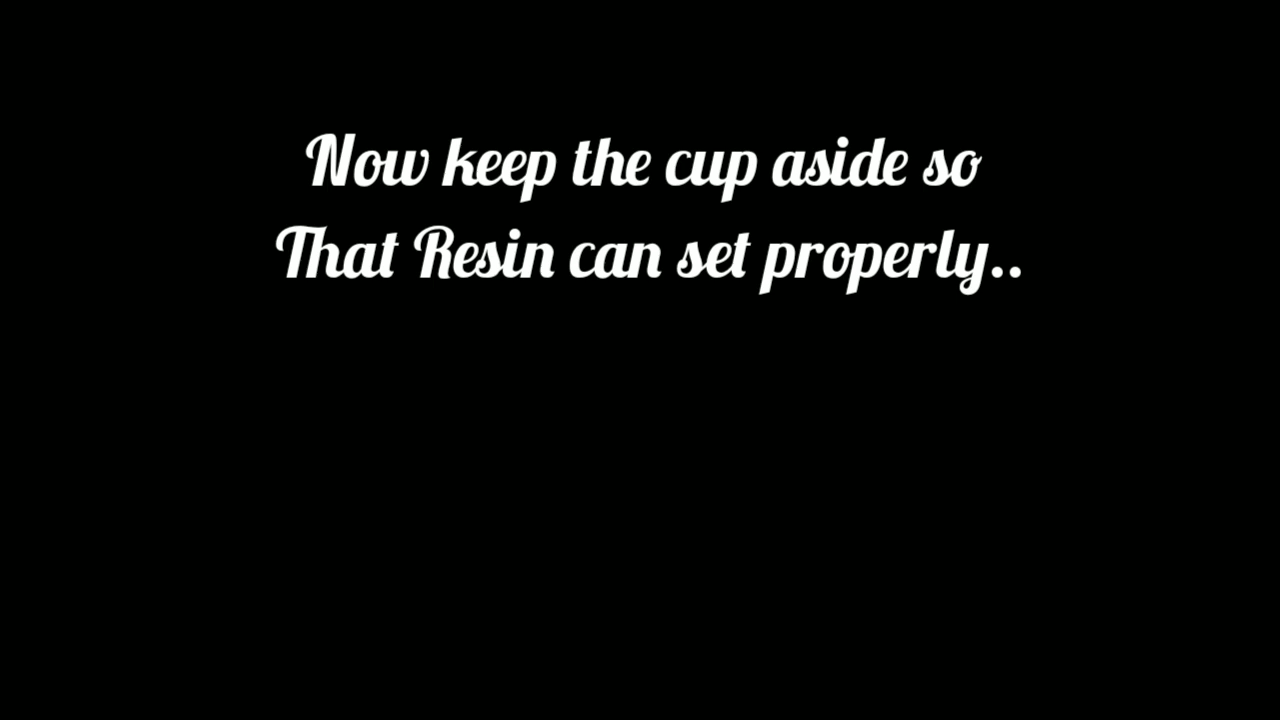 Now keep the cup aside so
That Resin can set properly..